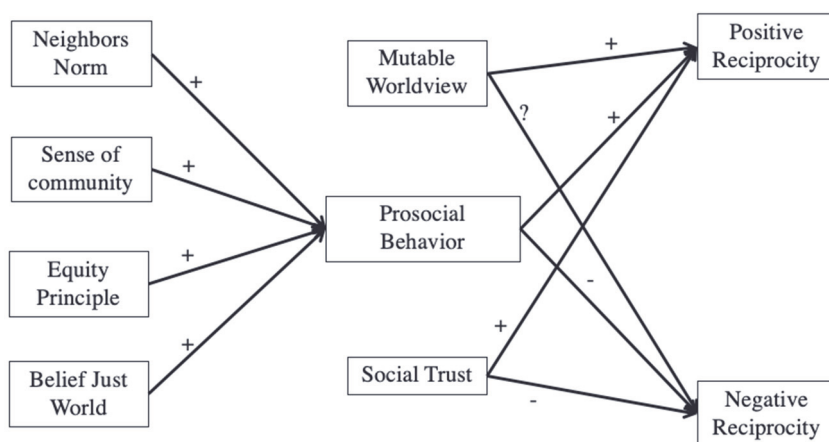 Neighbors
Norm
+
Sense of
community
+
Equity
Principle
+
Belief Just
World
+
Mutable
Worldview
+
?
Prosocial
Behavior
+
-
Social Trust
+
-
Positive
Reciprocity
Negative
Reciprocity